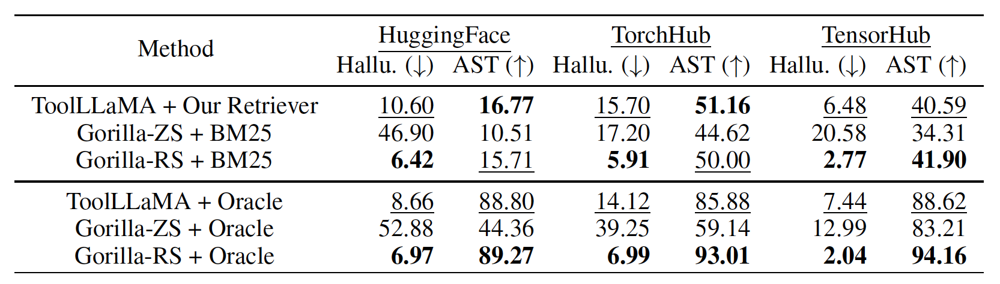 Method HuggingFace TorchHub TensorHub
Hallu. (↓) AST (↑) Hallu. (↓) AST (↑) Hallu. (↓) AST (↑)
ToolLLaMA + Our Retriever 10.60 16.77 15.70 51.16 6.48 40.59
Gorilla-ZS + BM25 46.90 10.51 17.20 44.62 20.58 34.31
Gorilla-RS + BM25 6.42 15.71 5.91 50.00 2.77 41.90
ToolLLaMA + Oracle 8.66 88.80 14.12 85.88 7.44 88.62
Gorilla-ZS + Oracle 52.88 44.36 39.25 59.14 12.99 83.21
Gorilla-RS + Oracle 6.97 89.27 6.99 93.01 2.04 94.16